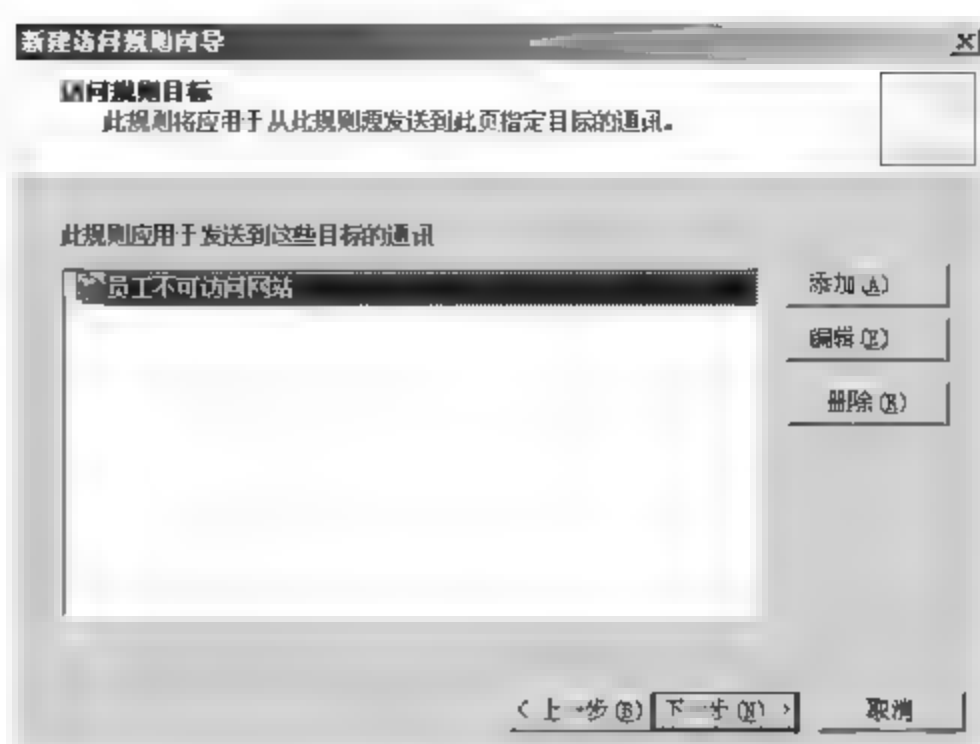 新建访问规则向导
访问规则目标
此规则将应用于从此规则源发送到此页指定目标的通讯。
此规则应用于发送到这些目标的通讯
员工不可访问网站
添加(A)
编辑(E)
删除(R)
< 上一步(B)
下一步(N) >
取消